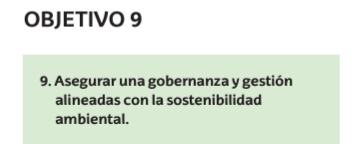 OBJETIVO 9
9. Asegurar una gobernanza y gestión
alineadas con la sostenibilidad
ambiental.